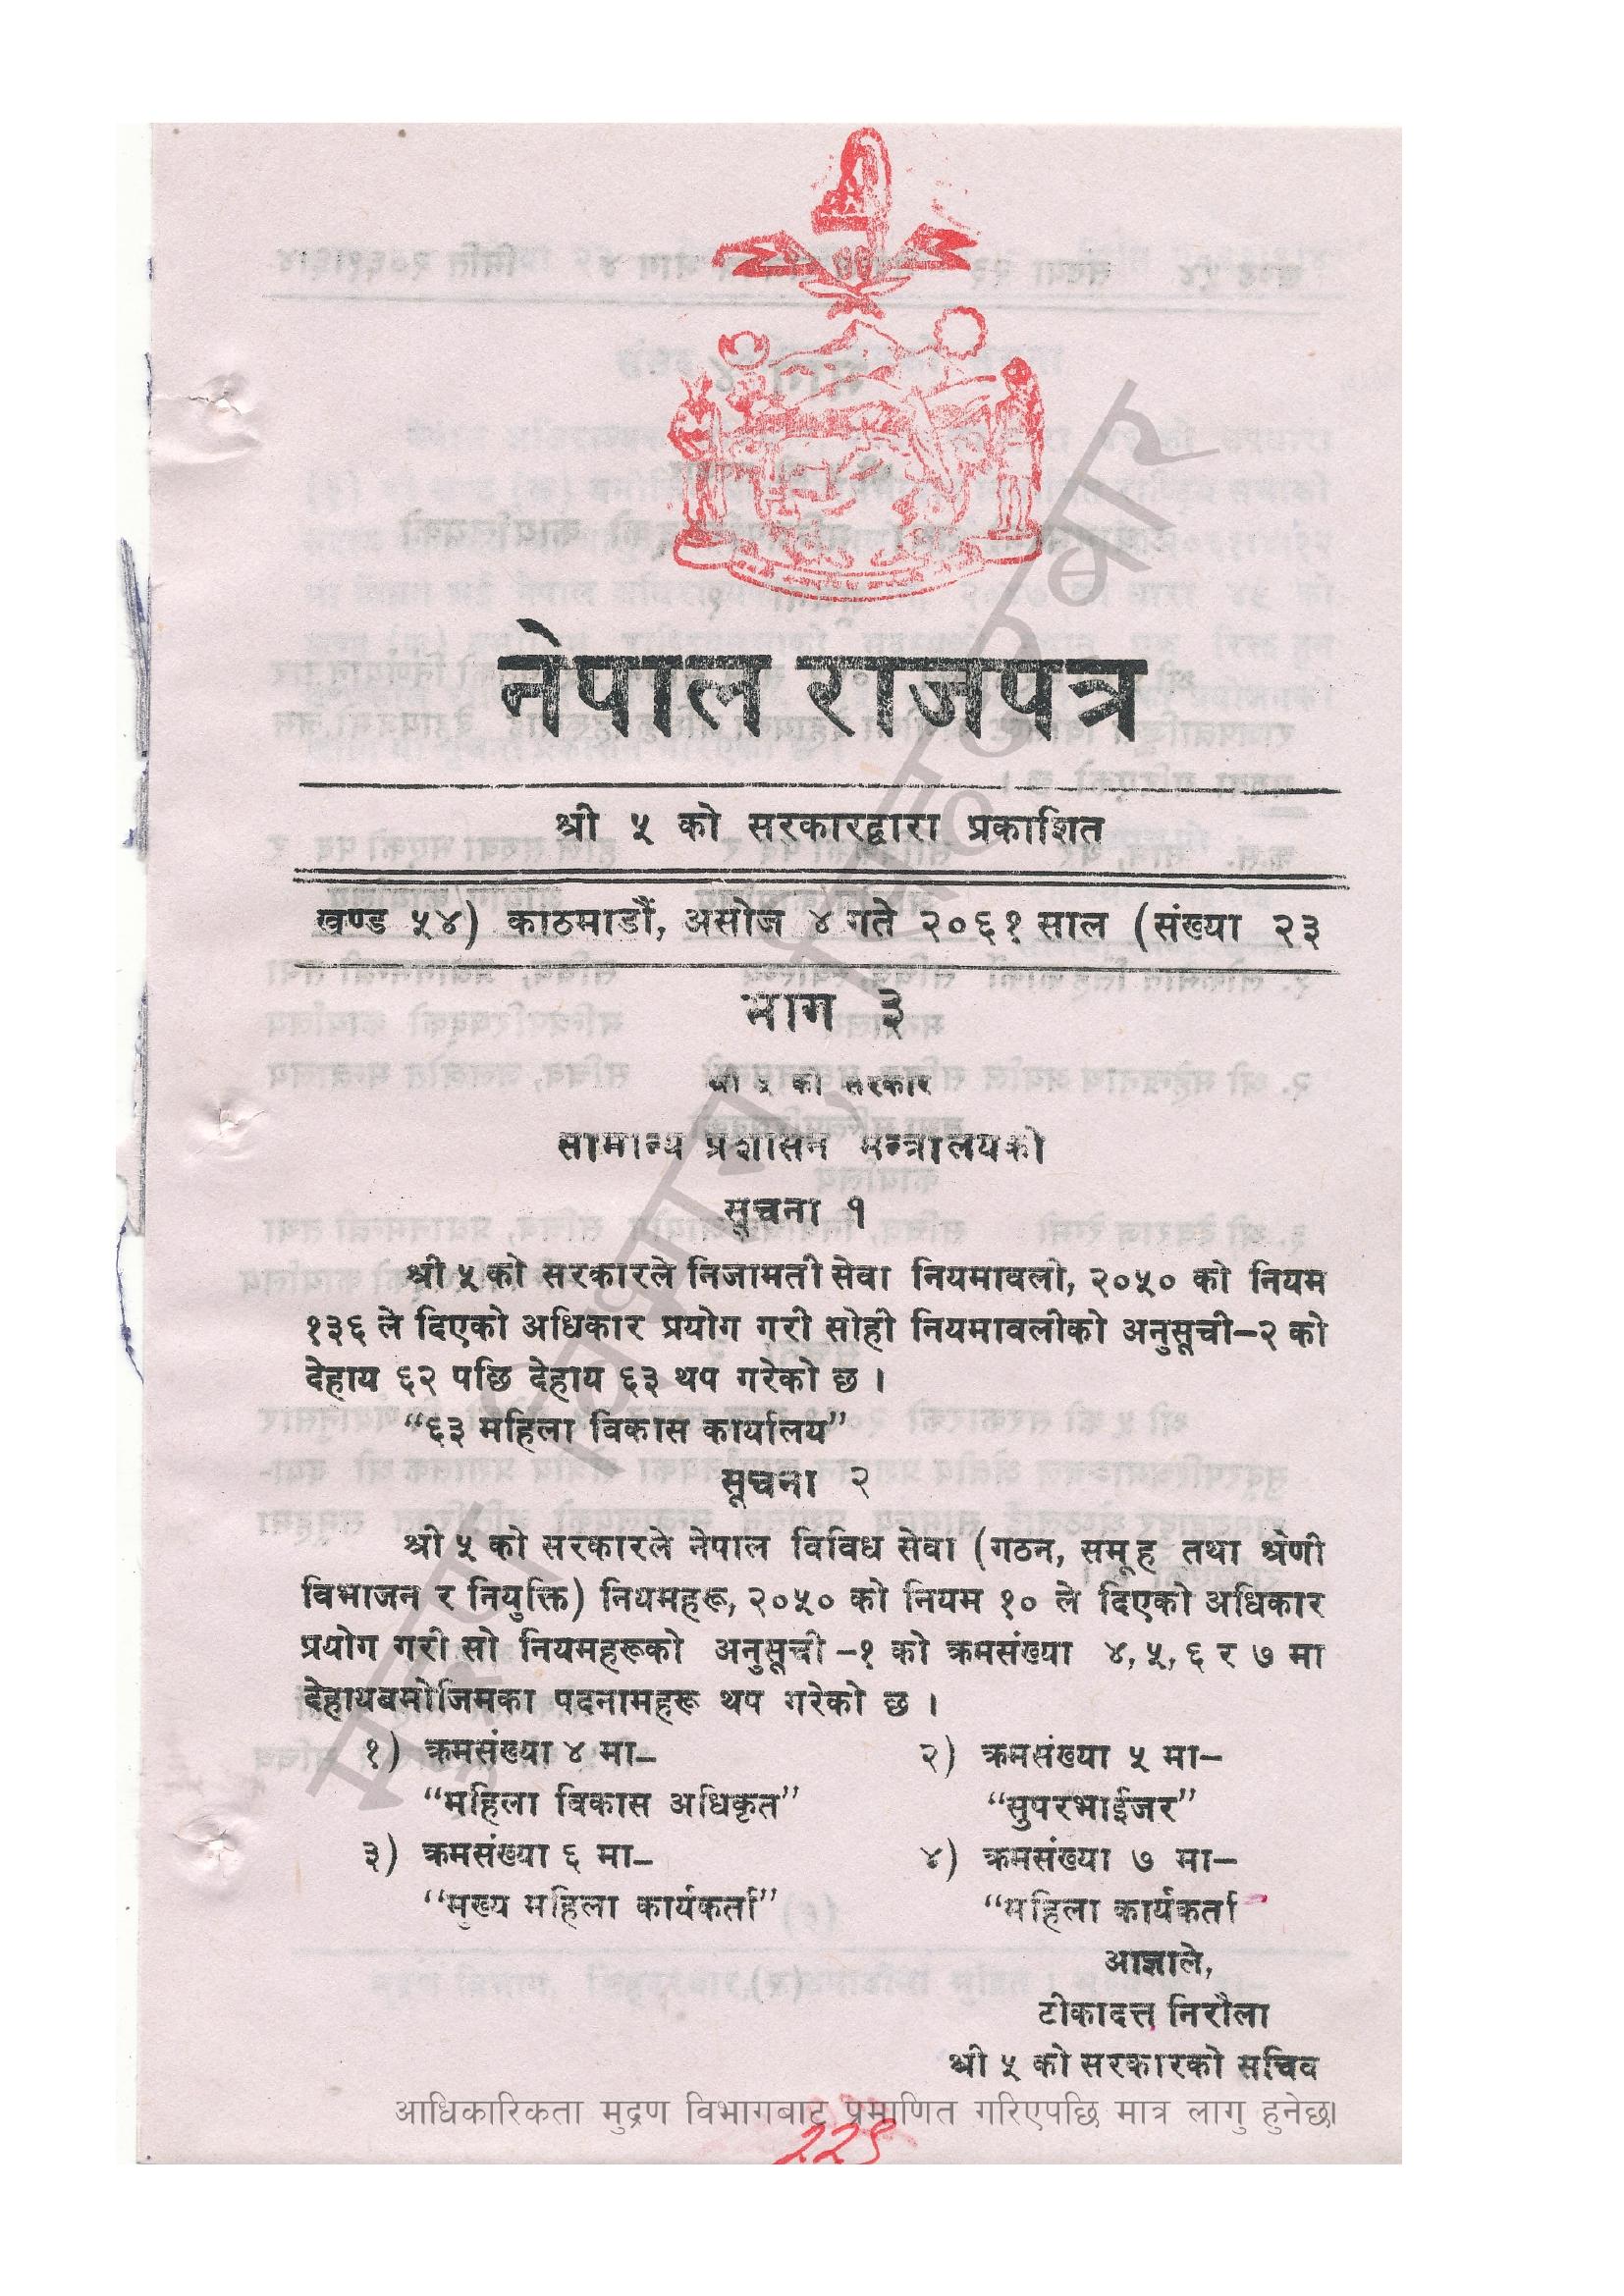 नेपाल राजपत्र
श्री ५ को सरकारद्वारा प्रकाशित
खण्ड ५४) काठमाडौं, असोज ४ गते २०६१ साल (संख्या २३
भाग ३
श्री ५ को सरकार
सामान्य प्रशासन मन्त्रालयको
सूचना १
श्री ५ को सरकारले निजामती सेवा नियमावली, २०५० को नियम
१३६ ले दिएको अधिकार प्रयोग गरी सोही नियमावलीको अनुसूची–२ को
देहाय ६२ पछि देहाय ६३ थप गरेको छ ।
“६३ महिला विकास कार्यालय”
सूचना २
श्री ५ को सरकारले नेपाल विविध सेवा (गठन, समूह तथा श्रेणी
विभाजन र नियुक्ति) नियमहरू, २०५० को नियम १० ले दिएको अधिकार
प्रयोग गरी सो नियमहरूको अनुसूची –१ को क्रमसंख्या ४, ५, ६ र ७ मा
देहायबमोजिमका पदनामहरू थप गरेको छ ।
१) क्रमसंख्या ४ मा– २) क्रमसंख्या ५ मा–
“महिला विकास अधिकृत” “सुपरभाईजर”
३) क्रमसंख्या ६ मा– ४) क्रमसंख्या ७ मा–
“मुख्य महिला कार्यकर्ता” “महिला कार्यकर्ता
आज्ञाले,
टीकादत्त निरौला
श्री ५ को सरकारको सचिव
आधिकारिकता मुद्रण विभागबाट प्रमाणित गरिएपछि मात्र लागु हुनेछ।